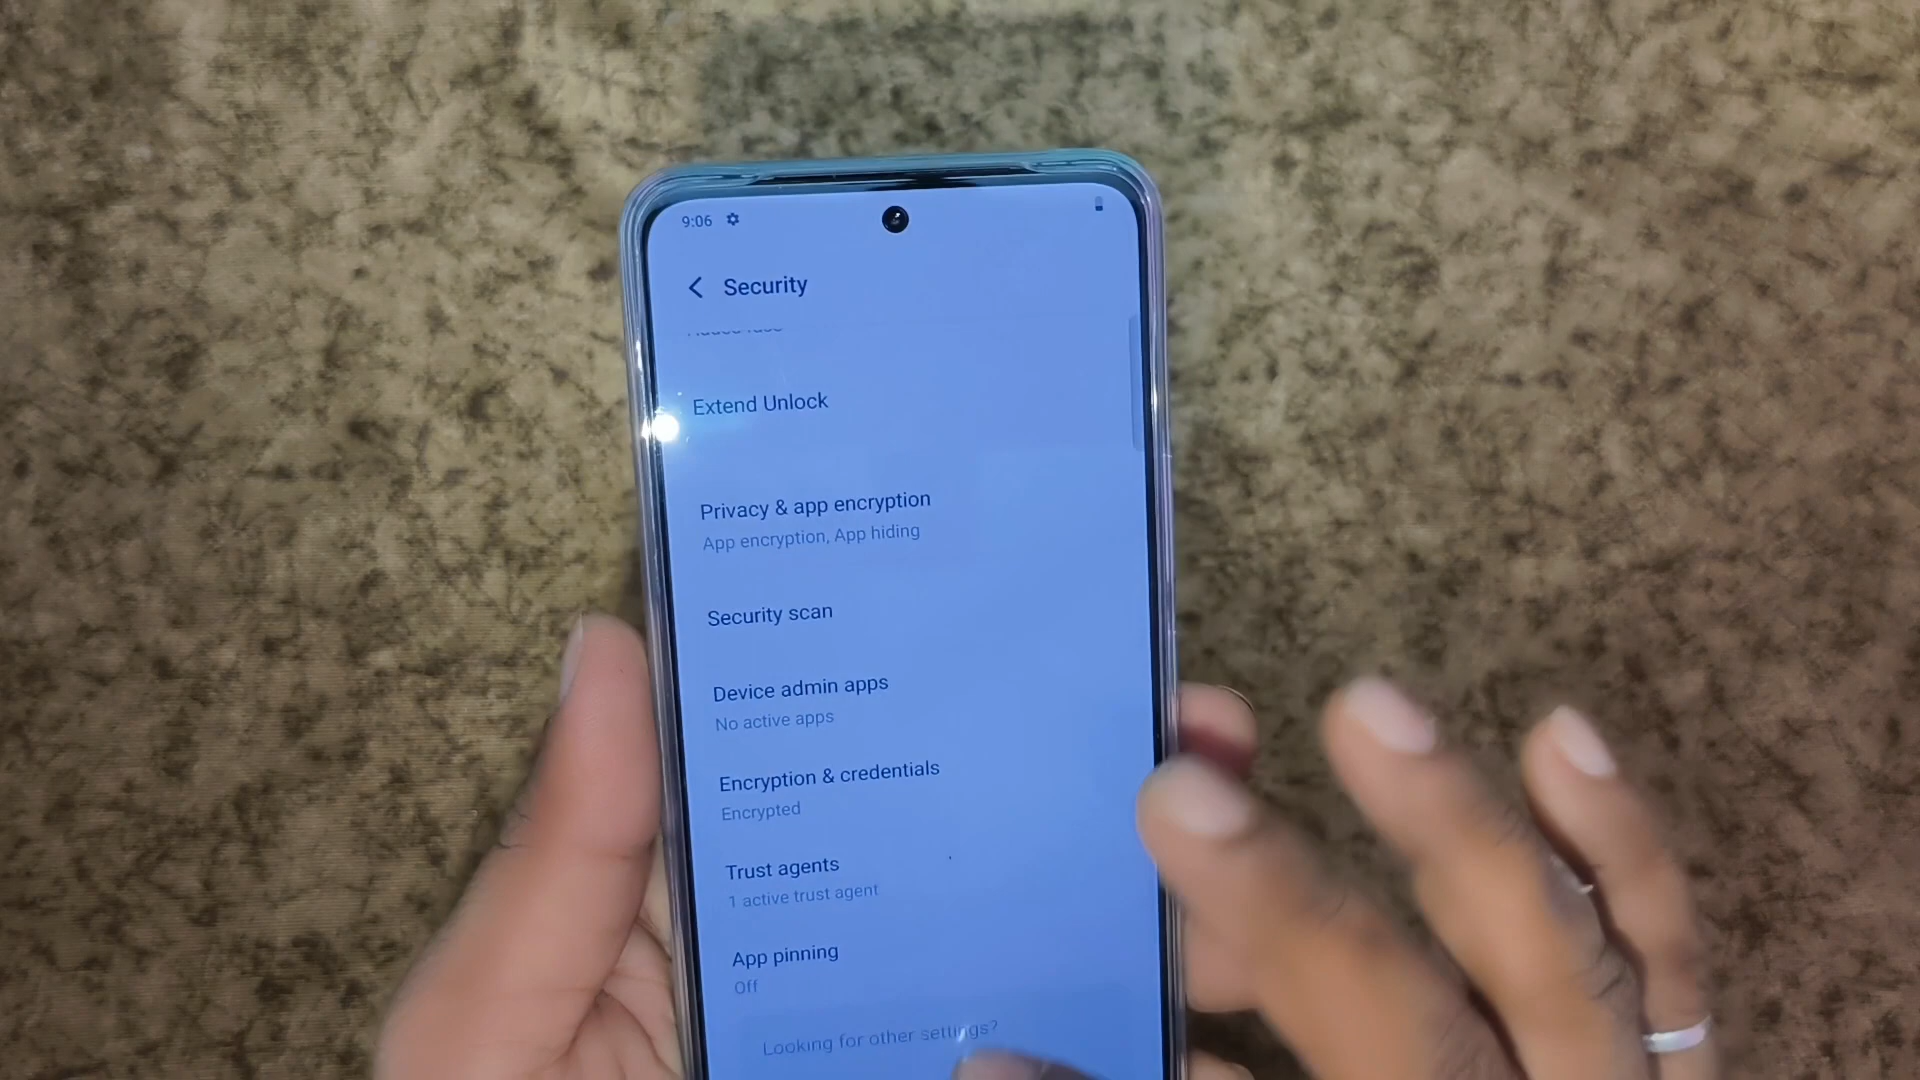 9:06
Security
Extend Unlock
Privacy & app encryption
App encryption, App hiding
Security scan
Device admin apps
No active apps
Encryption & credentials
Encrypted
Trust agents
1 active trust agent
App pinning
Off
Looking for other settings?